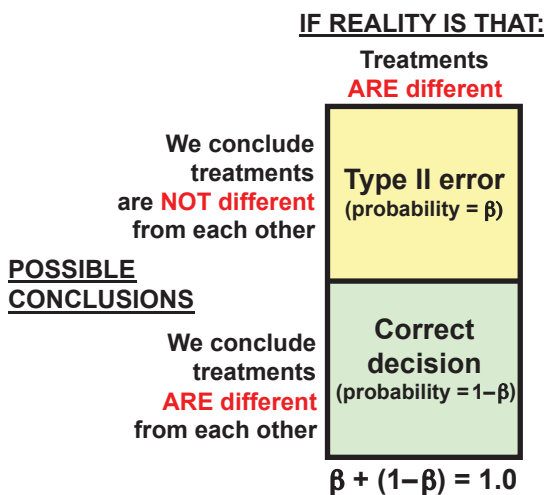 IF REALITY IS THAT:
Treatments
ARE different
We conclude
treatments
are NOT different
from each other
Type II error
(probability = β)
POSSIBLE
CONCLUSIONS
We conclude
treatments
ARE different
from each other
Correct
decision
(probability = 1–β)
β + (1–β) = 1.0